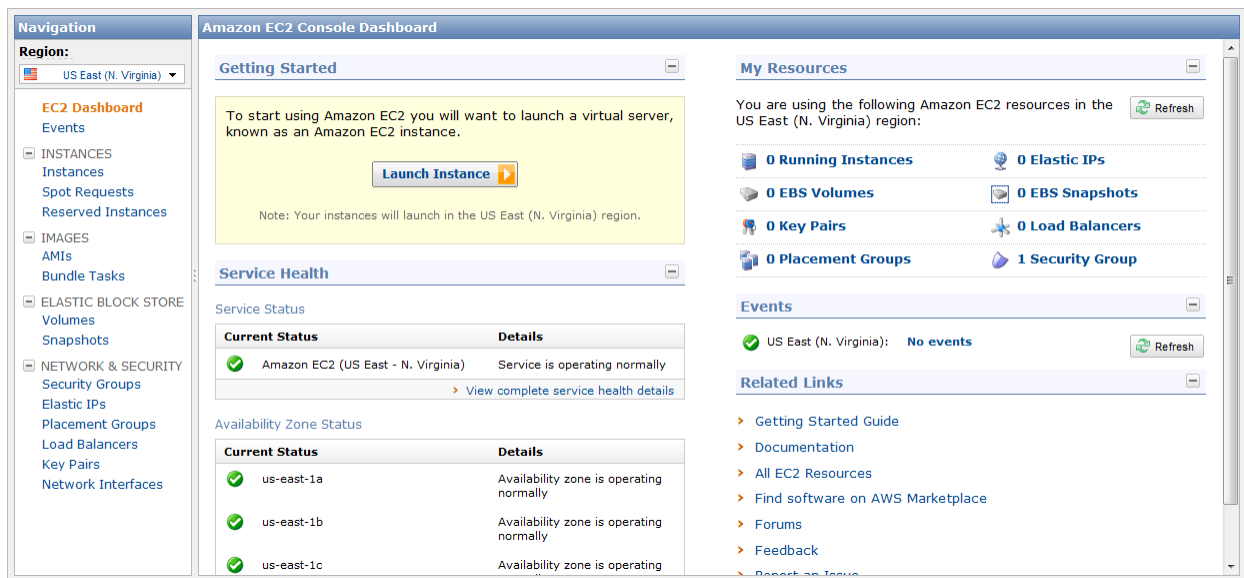 Navigation
Region:
US East (N. Virginia)
EC2 Dashboard
Events
INSTANCES
Instances
Spot Requests
Reserved Instances
IMAGES
AMIs
Bundle Tasks
ELASTIC BLOCK STORE
Volumes
Snapshots
NETWORK & SECURITY
Security Groups
Elastic IPs
Placement Groups
Load Balancers
Key Pairs
Network Interfaces
Amazon EC2 Console Dashboard
Getting Started
To start using Amazon EC2 you will want to launch a virtual server,
known as an Amazon EC2 instance.
Launch Instance
Note: Your instances will launch in the US East (N. Virginia) region.
Service Health
Service Status
Current Status Details
Amazon EC2 (US East - N. Virginia) Service is operating normally
View complete service health details
Availability Zone Status
Current Status Details
us-east-1a Availability zone is operating
normally
us-east-1b Availability zone is operating
normally
us-east-1c Availability zone is operating
My Resources
You are using the following Amazon EC2 resources in the
US East (N. Virginia) region:
Refresh
0 Running Instances 0 Elastic IPs
0 EBS Volumes 0 EBS Snapshots
0 Key Pairs 0 Load Balancers
0 Placement Groups 1 Security Group
Events
US East (N. Virginia): No events
Refresh
Related Links
Getting Started Guide
Documentation
All EC2 Resources
Find software on AWS Marketplace
Forums
Feedback
Report an Issue